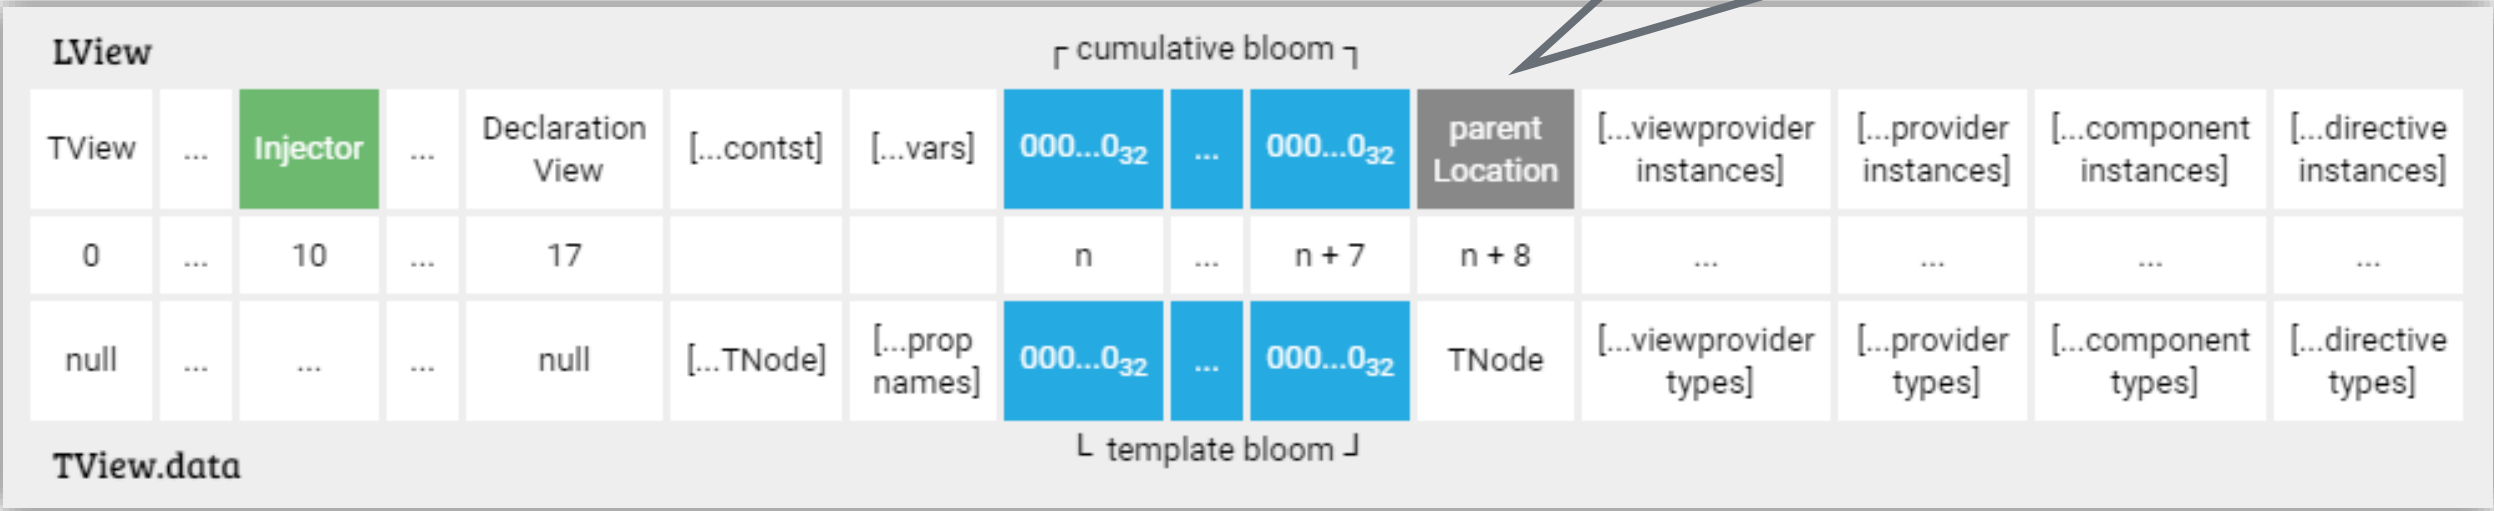 LView
┌ cumulative bloom ┐
TView ... Injector ... Declaration View [...contst] [...vars] 000...0₃₂ ... 000...0₃₂ parent Location [...viewprovider instances] [...provider instances] [...component instances] [...directive instances]
0 ... 10 ... 17 n ... n + 7 n + 8 ... ... ... ...
null ... ... ... null [...TNode] [...prop names] 000...0₃₂ ... 000...0₃₂ TNode [...viewprovider types] [...provider types] [...component types] [...directive types]
└ template bloom ┘
TView.data